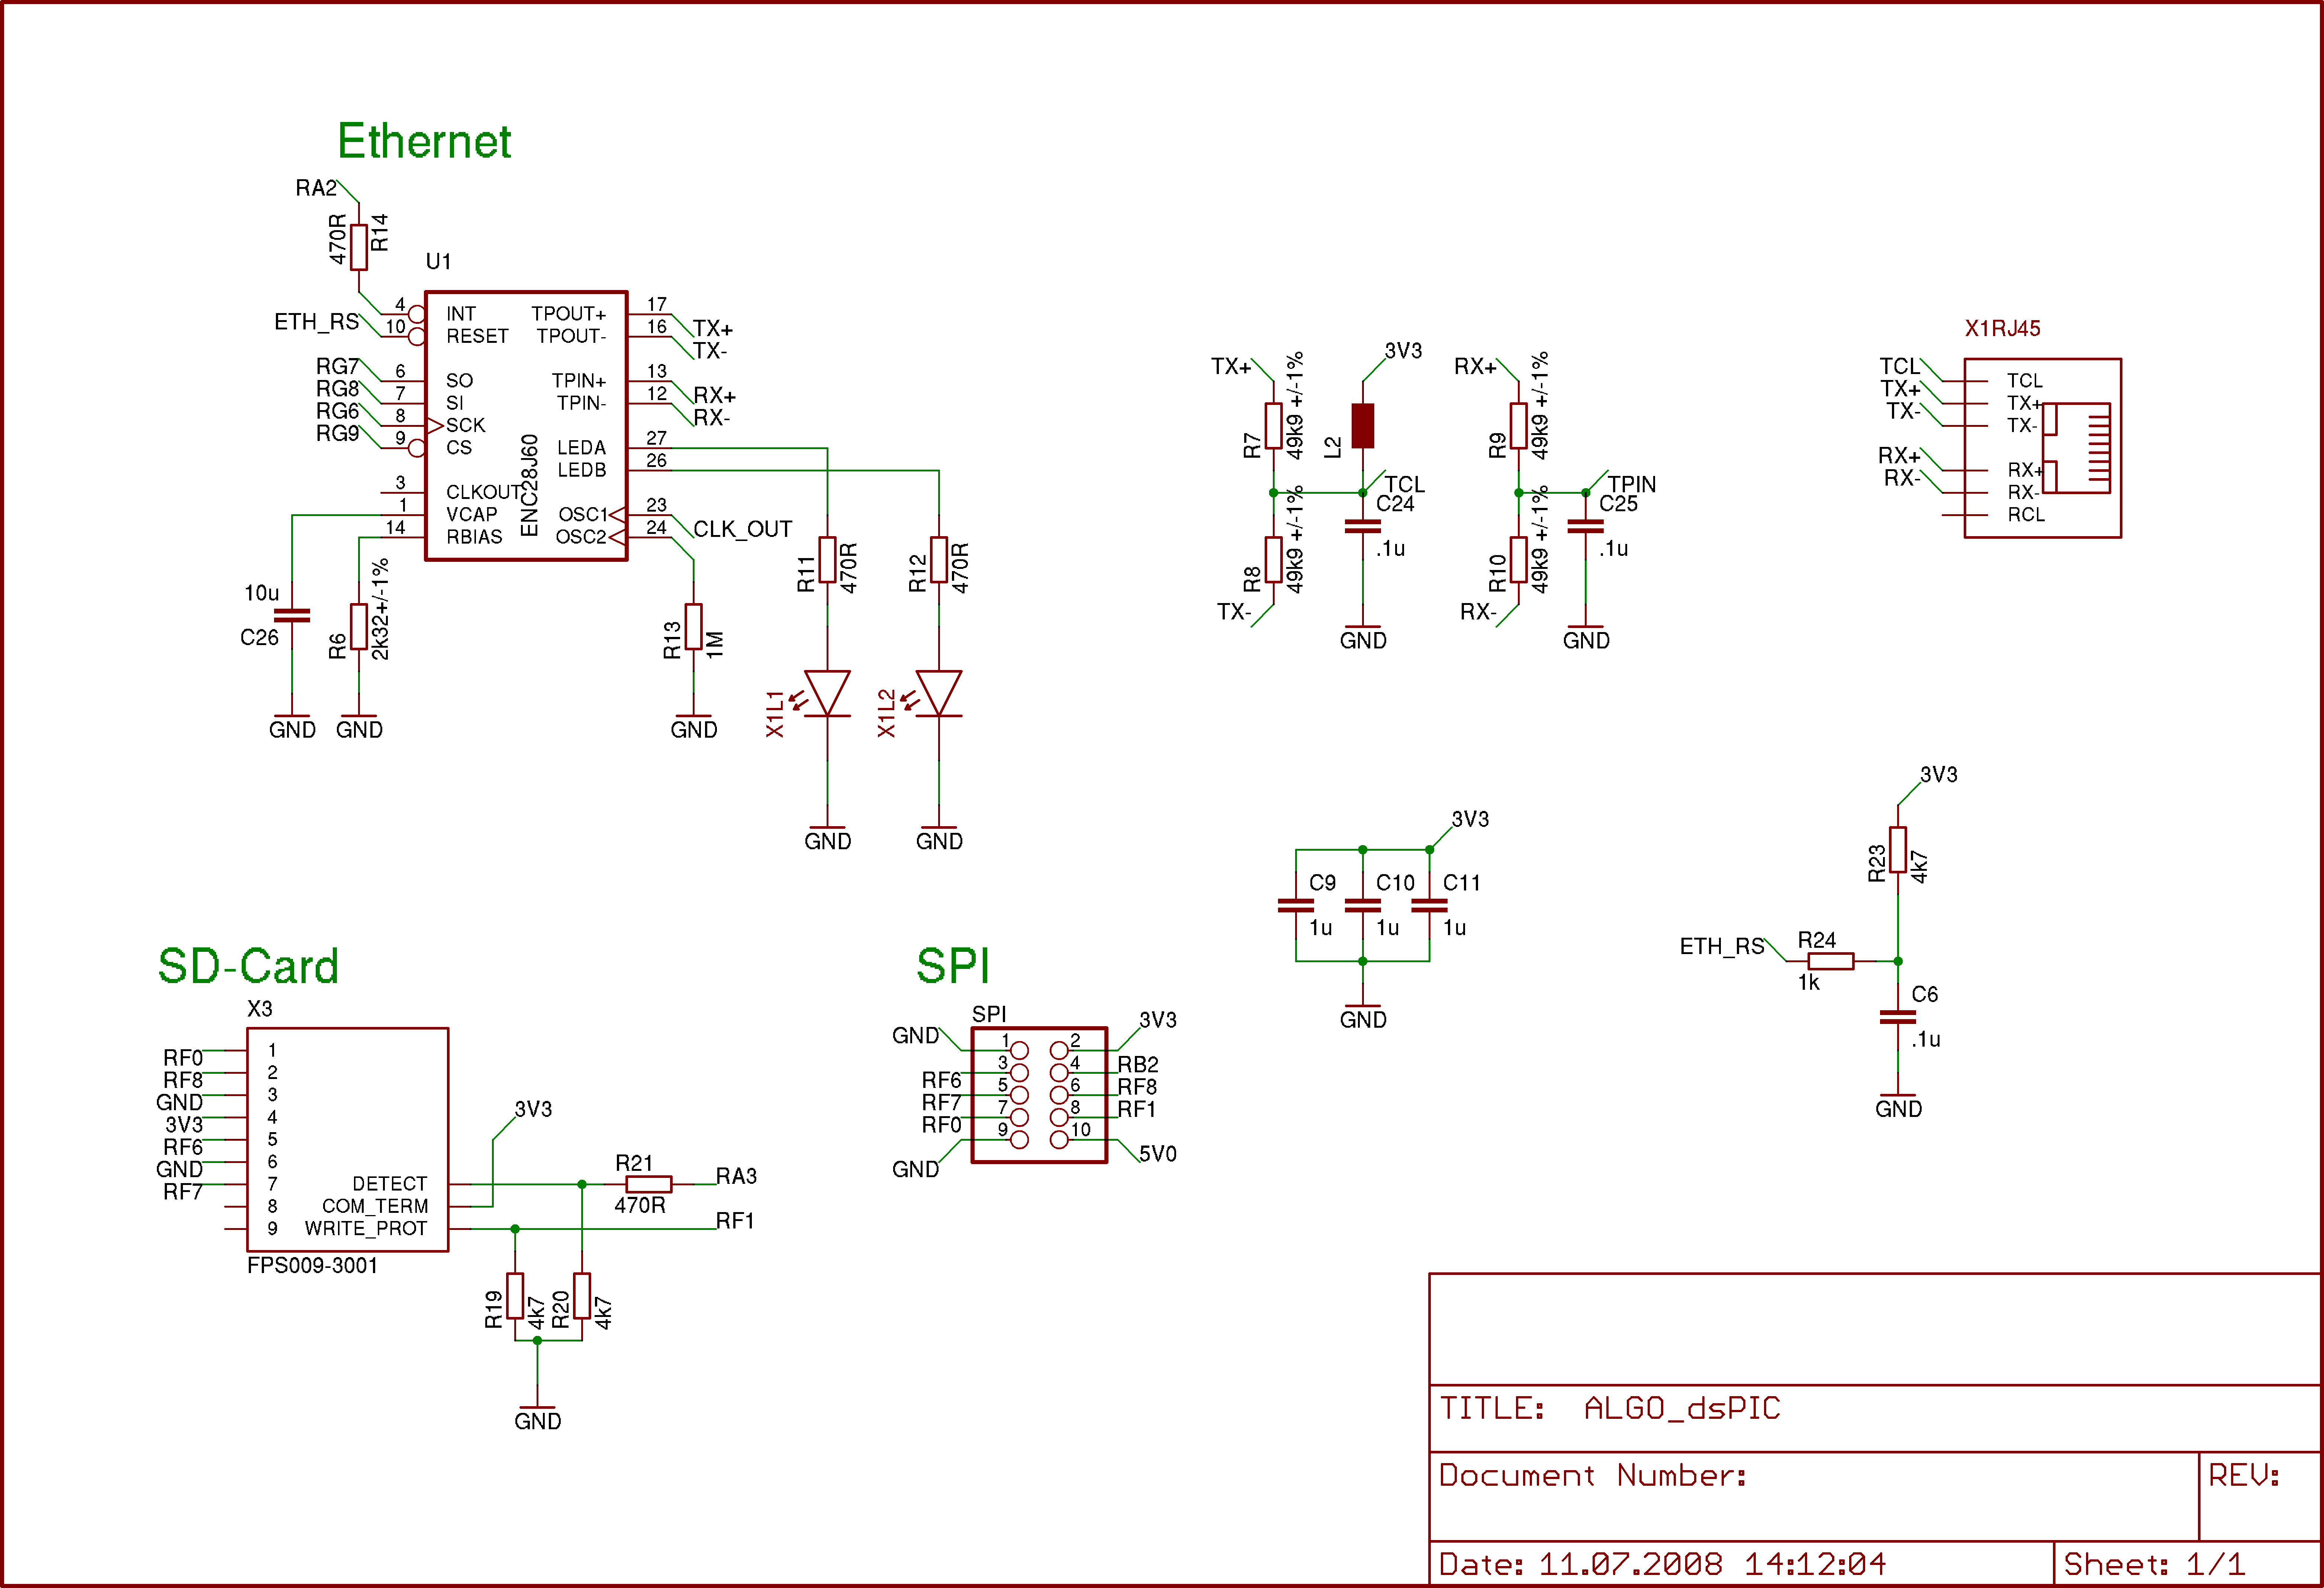 Ethernet
RA2
470R
R14
U1
ETH_RS
RG7
RG8
RG6
RG9
4 INT
10 RESET
6 SO
7 SI
8 SCK
9 CS
3 CLKOUT
1 VCAP
14 RBIAS
ENC28J60
TPOUT+ 17
TPOUT- 16
TPIN+ 13
TPIN- 12
LEDA 27
LEDB 26
OSC1 23
OSC2 24
TX+
TX-
RX+
RX-
CLK_OUT
10u
C26
R6
2k32+/-1%
R13
1M
R11
470R
R12
470R
X1L1
X1L2
GND
GND
GND
GND
GND
TX+
R7
49k9 +/-1%
R8
49k9 +/-1%
TX-
3V3
L2
TCL
C24
.1u
GND
RX+
R9
49k9 +/-1%
R10
49k9 +/-1%
RX-
TPIN
C25
.1u
GND
X1RJ45
TCL
TX+
TX-
RX+
RX-
TCL
TX+
TX-
RX+
RX-
RCL
3V3
C9 C10 C11
1u 1u 1u
GND
3V3
R23
4k7
ETH_RS
R24
1k
C6
.1u
GND
SD-Card
X3
RF0 1
RF8 2
GND 3
3V3 4
RF6 5
GND 6
RF7 7
8
9
DETECT
COM_TERM
WRITE_PROT
FPS009-3001
3V3
R21
470R
RA3
RF1
R19
4k7
R20
4k7
GND
SPI
SPI
GND 1 2 3V3
3 4 RB2
RF6 5 6 RF8
RF7 7 8 RF1
RF0 9 10 5V0
GND
TITLE: ALGO_dsPIC
Document Number:
REV:
Date: 11.07.2008 14:12:04
Sheet: 1/1